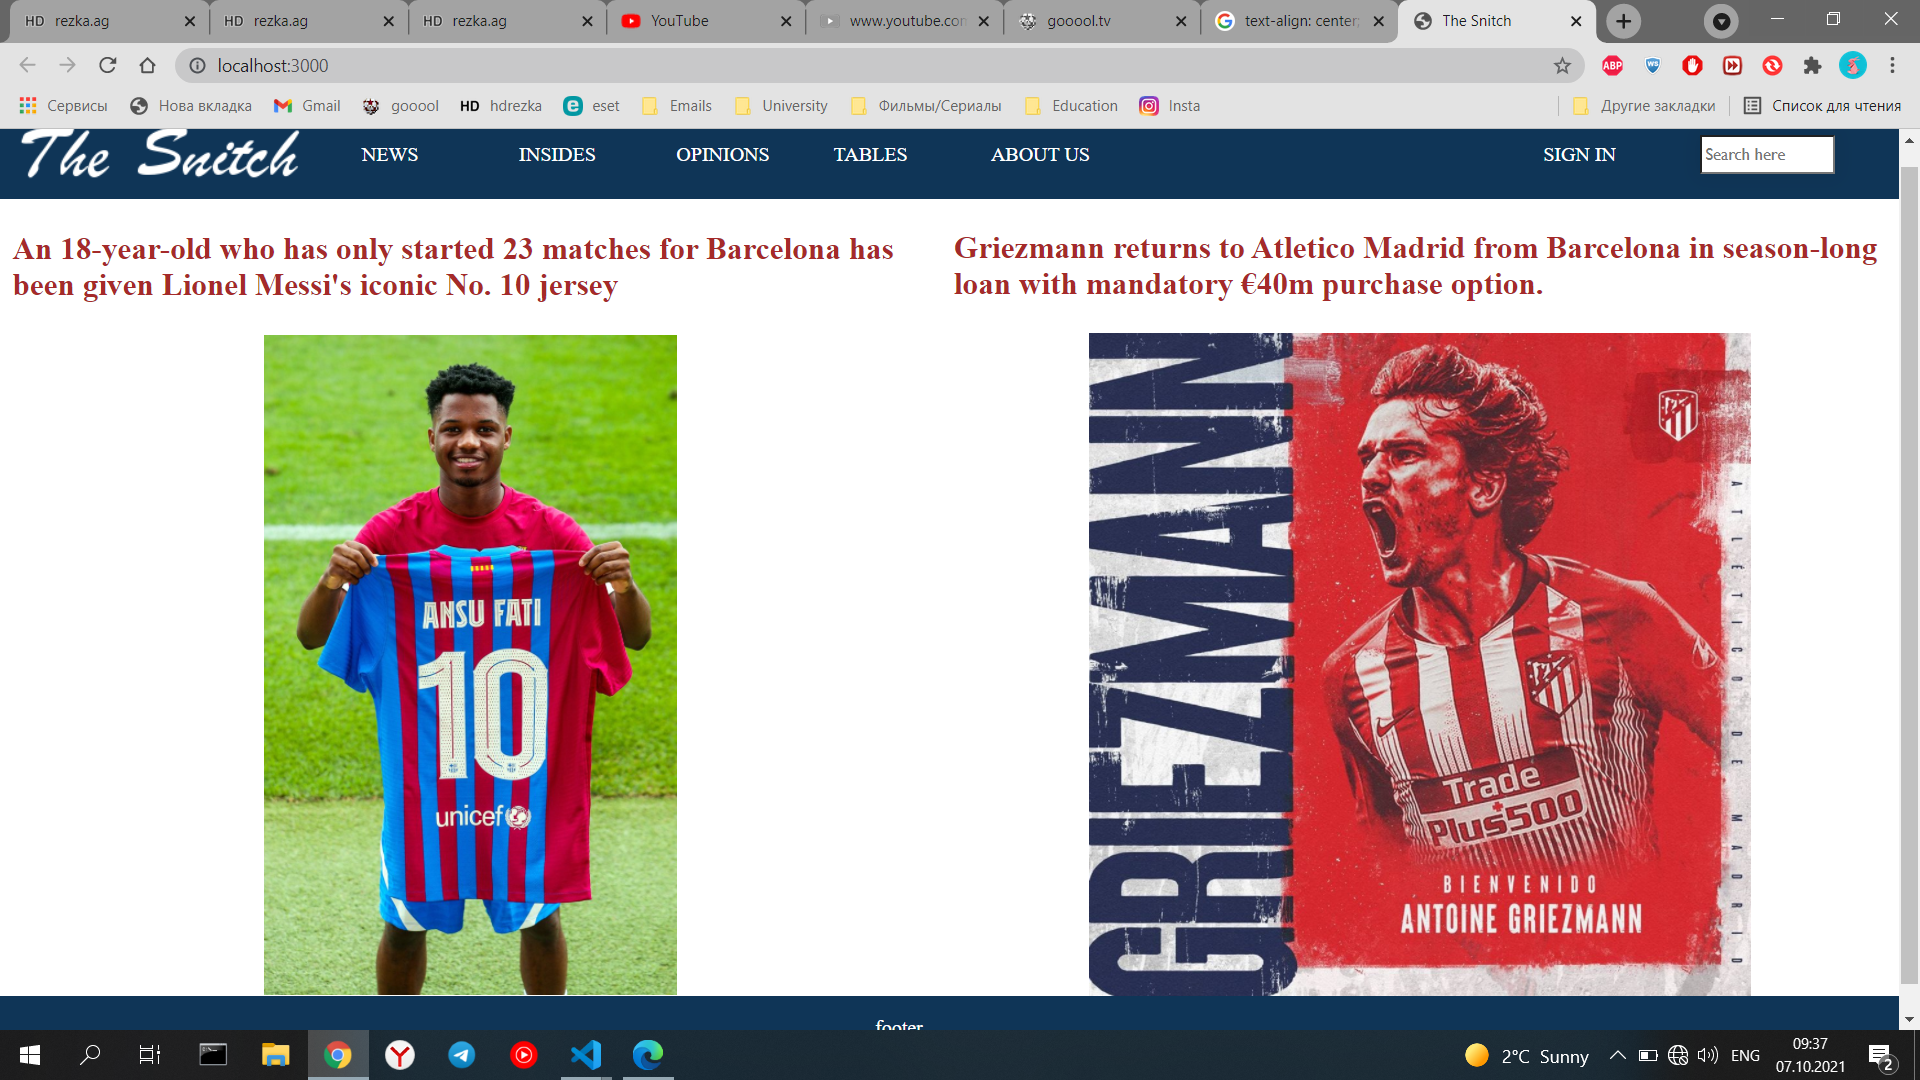 HD rezka.ag
HD rezka.ag
HD rezka.ag
YouTube
www.youtube.con
gooool.tv
text-align: center;
The Snitch
localhost:3000
ABP
WS
Сервисы
Нова вкладка
Gmail
gooool
HD hdrezka
eset
Emails
University
Фильмы/Сериалы
Education
Insta
Другие закладки
Список для чтения
The Snitch
NEWS
INSIDES
OPINIONS
TABLES
ABOUT US
SIGN IN
Search here
An 18-year-old who has only started 23 matches for Barcelona has
been given Lionel Messi's iconic No. 10 jersey
ANSU FATI
10
unicef
Griezmann returns to Atletico Madrid from Barcelona in season-long
loan with mandatory €40m purchase option.
GRIEZMANN
ATLÉTICO DE MADRID
Trade
Plus500
BIENVENIDO
ANTOINE GRIEZMANN
footer
2°C Sunny
ENG
09:37
07.10.2021
2